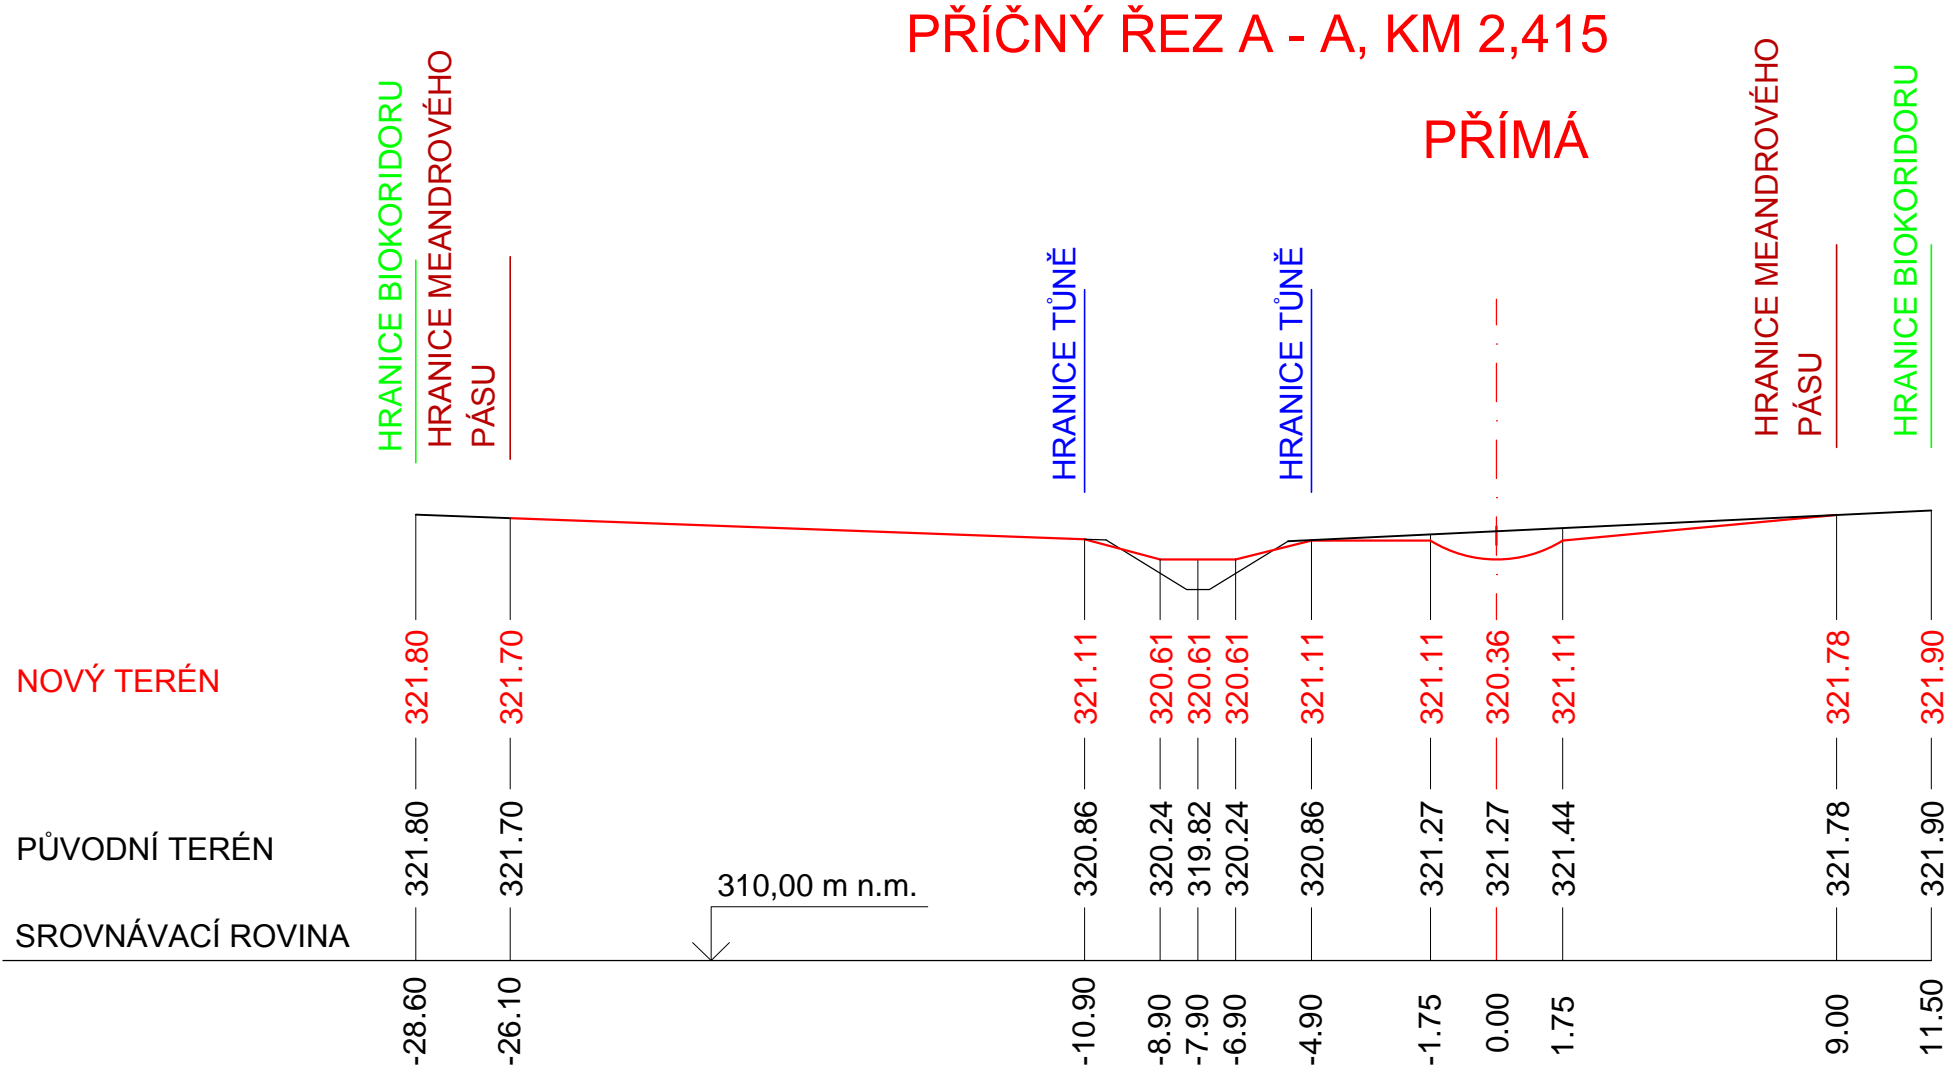 PŘÍČNÝ ŘEZ A - A, KM 2,415
PŘÍMÁ
HRANICE BIOKORIDORU
HRANICE MEANDROVÉHO
PÁSU
HRANICE TŮNĚ
HRANICE TŮNĚ
HRANICE MEANDROVÉHO
PÁSU
HRANICE BIOKORIDORU
NOVÝ TERÉN
321.80
321.70
321.11
320.61
320.61
320.61
321.11
321.11
320.36
321.11
321.78
321.90
PŮVODNÍ TERÉN
321.80
321.70
320.86
320.24
319.82
320.24
320.86
321.27
321.27
321.44
321.78
321.90
310,00 m n.m.
SROVNÁVACÍ ROVINA
-28.60
-26.10
-10.90
-8.90
-7.90
-6.90
-4.90
-1.75
0.00
1.75
9.00
11.50